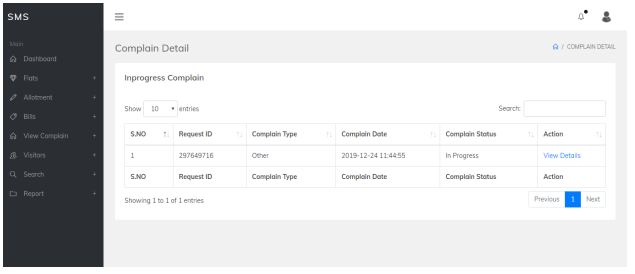 SMS
Main
Dashboard
Flats +
Allotment +
Bills +
View Complain +
Visitors +
Search +
Report +
Complain Detail
/ COMPLAIN DETAIL
Inprogress Complain
Show 10 entries
Search:
S.NO Request ID Complain Type Complain Date Complain Status Action
1 297649716 Other 2019-12-24 11:44:55 In Progress View Details
S.NO Request ID Complain Type Complain Date Complain Status Action
Showing 1 to 1 of 1 entries
Previous 1 Next